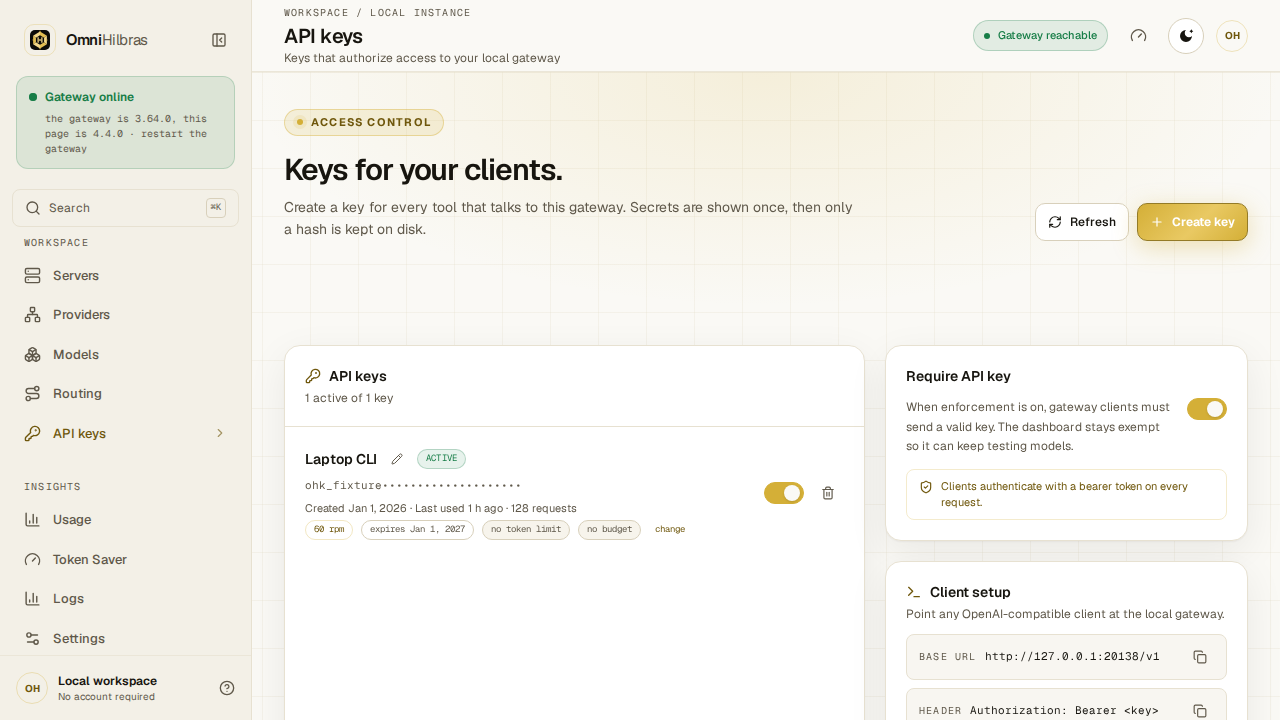 OmniHilbras
Gateway online
the gateway is 3.64.0, this
page is 4.4.0 · restart the
gateway
Search
⌘K
WORKSPACE
Servers
Providers
Models
Routing
API keys
INSIGHTS
Usage
Token Saver
Logs
Settings
OH
Local workspace
No account required
WORKSPACE / LOCAL INSTANCE
API keys
Keys that authorize access to your local gateway
Gateway reachable
OH
ACCESS CONTROL
Keys for your clients.
Create a key for every tool that talks to this gateway. Secrets are shown once, then only
a hash is kept on disk.
Refresh
Create key
API keys
1 active of 1 key
Laptop CLI
ACTIVE
ohk_fixture••••••••••••••••••••
Created Jan 1, 2026 · Last used 1 h ago · 128 requests
60 rpm
expires Jan 1, 2027
no token limit
no budget
change
Require API key
When enforcement is on, gateway clients must
send a valid key. The dashboard stays exempt
so it can keep testing models.
Clients authenticate with a bearer token on every
request.
Client setup
Point any OpenAI-compatible client at the local gateway.
BASE URL http://127.0.0.1:20138/v1
HEADER Authorization: Bearer <key>